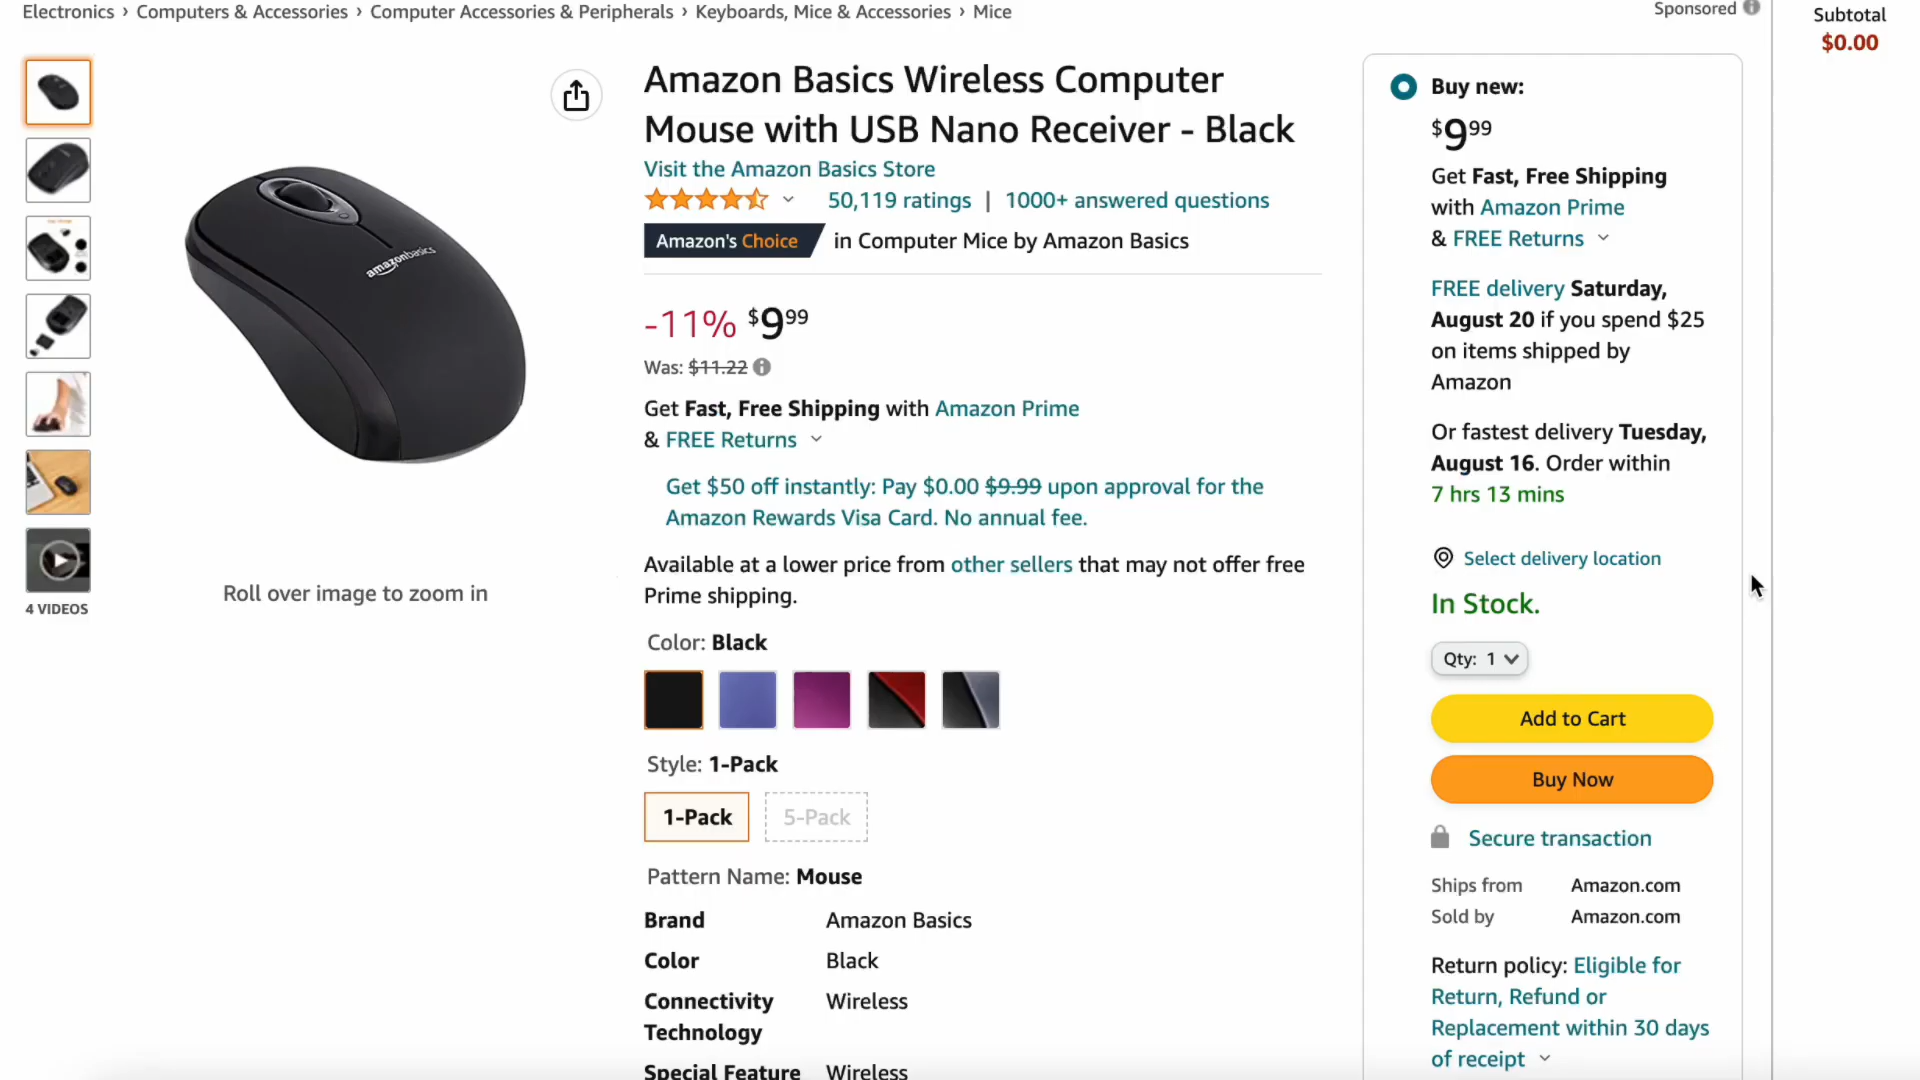 Electronics › Computers & Accessories › Computer Accessories & Peripherals › Keyboards, Mice & Accessories › Mice
Sponsored
Subtotal
$0.00
4 VIDEOS
amazonbasics
Roll over image to zoom in
Amazon Basics Wireless Computer
Mouse with USB Nano Receiver - Black
Visit the Amazon Basics Store
50,119 ratings | 1000+ answered questions
Amazon's Choice in Computer Mice by Amazon Basics
-11% $9.99
Was: $11.22
Get Fast, Free Shipping with Amazon Prime
& FREE Returns
Get $50 off instantly: Pay $0.00 $9.99 upon approval for the
Amazon Rewards Visa Card. No annual fee.
Available at a lower price from other sellers that may not offer free
Prime shipping.
Color: Black
Style: 1-Pack
1-Pack 5-Pack
Pattern Name: Mouse
Brand Amazon Basics
Color Black
Connectivity Wireless
Technology
Special Feature Wireless
Buy new:
$9.99
Get Fast, Free Shipping
with Amazon Prime
& FREE Returns
FREE delivery Saturday,
August 20 if you spend $25
on items shipped by
Amazon
Or fastest delivery Tuesday,
August 16. Order within
7 hrs 13 mins
Select delivery location
In Stock.
Qty: 1
Add to Cart
Buy Now
Secure transaction
Ships from Amazon.com
Sold by Amazon.com
Return policy: Eligible for
Return, Refund or
Replacement within 30 days
of receipt